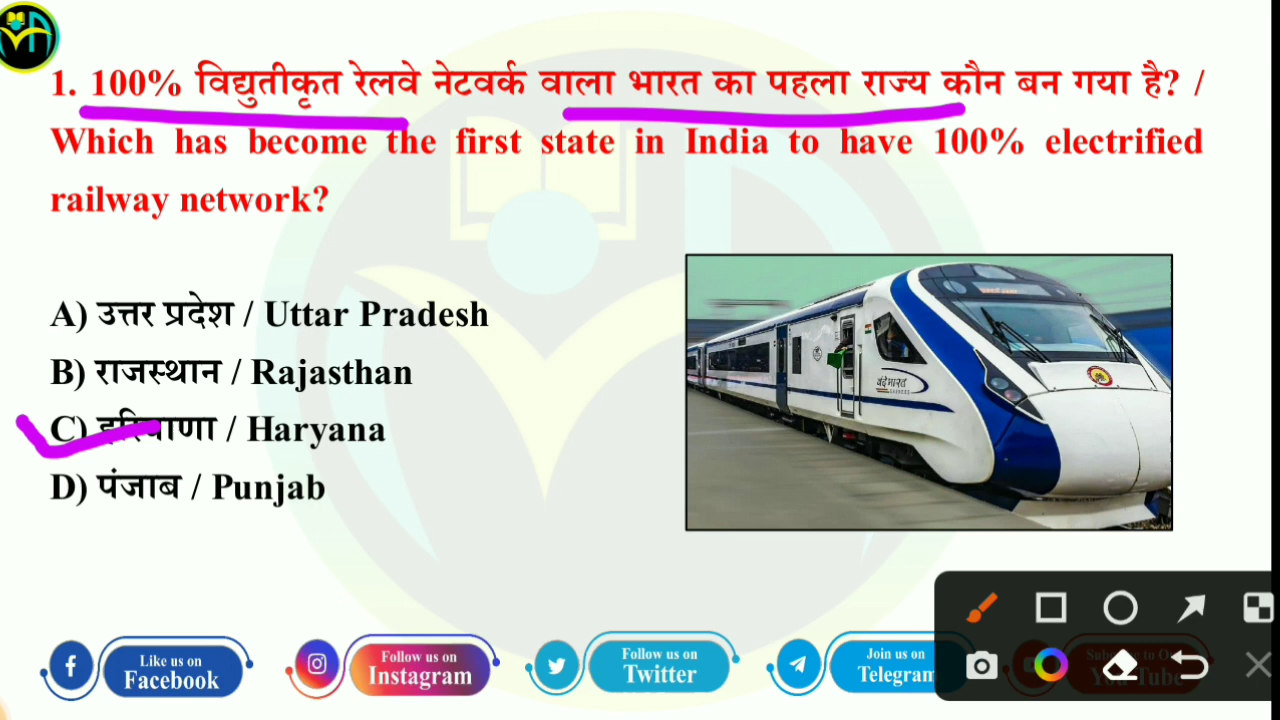 1. 100% विद्युतीकृत रेलवे नेटवर्क वाला भारत का पहला राज्य कौन बन गया है? /
Which has become the first state in India to have 100% electrified
railway network?
A) उत्तर प्रदेश / Uttar Pradesh
B) राजस्थान / Rajasthan
C) हरियाणा / Haryana
D) पंजाब / Punjab
वंदे भारत
EXPRESS
Like us on
Facebook
Follow us on
Instagram
Follow us on
Twitter
Join us on
Telegram